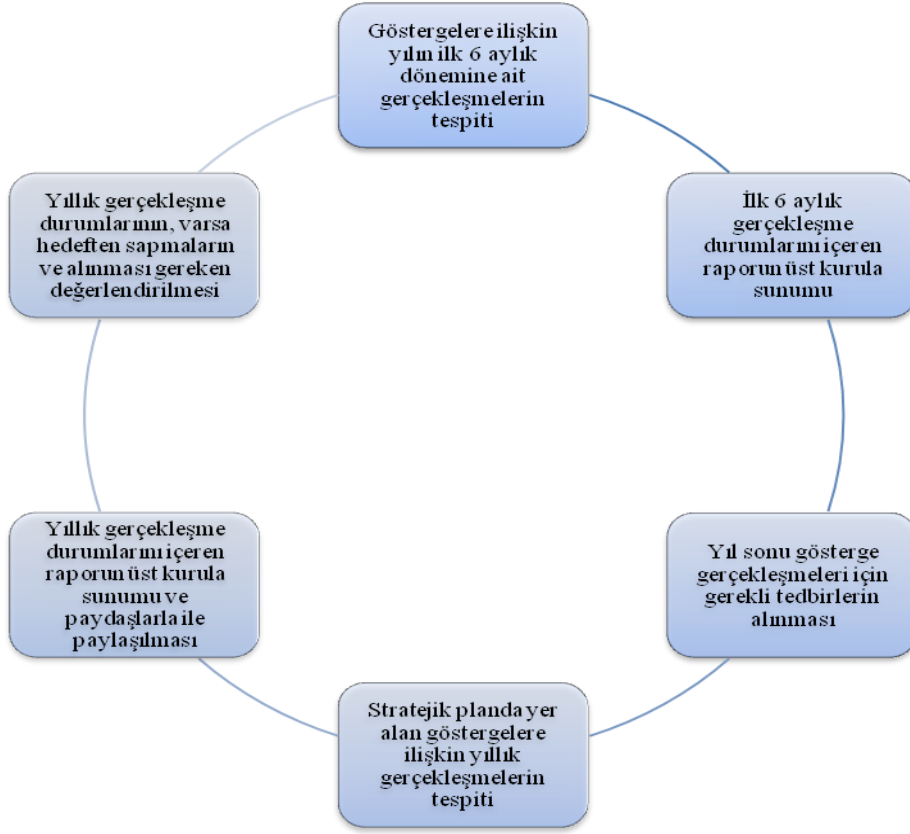 Göstergelere ilişkin
yılın ilk 6 aylık
dönemine ait
gerçekleşmelerin
tespiti
İlk 6 aylık
gerçekleşme
durumlarını içeren
raporun üst kurula
sunumu
Yıl sonu gösterge
gerçekleşmeleri için
gerekli tedbirlerin
alınması
Stratejik planda yer
alan göstergelere
ilişkin yıllık
gerçekleşmelerin
tespiti
Yıllık gerçekleşme
durumlarını içeren
raporun üst kurula
sunumu ve
paydaşlarla ile
paylaşılması
Yıllık gerçekleşme
durumlarının, varsa
hedeften sapmaların
ve alınması gereken
değerlendirilmesi